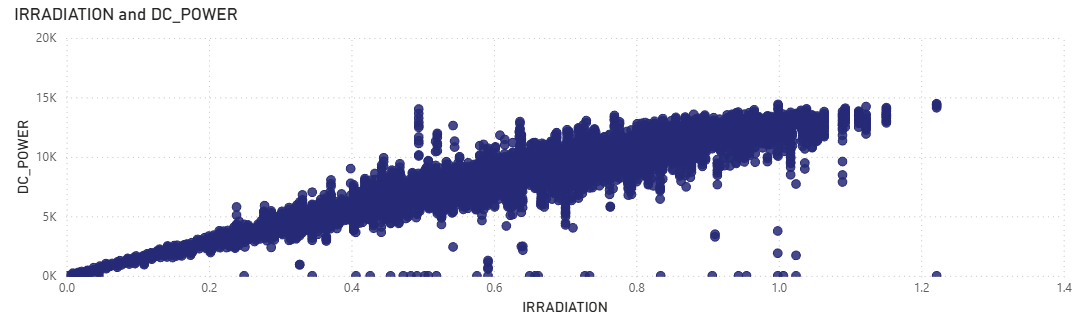 IRRADIATION and DC_POWER
20K
15K
10K
5K
0K
DC_POWER
0.0 0.2 0.4 0.6 0.8 1.0 1.2 1.4
IRRADIATION